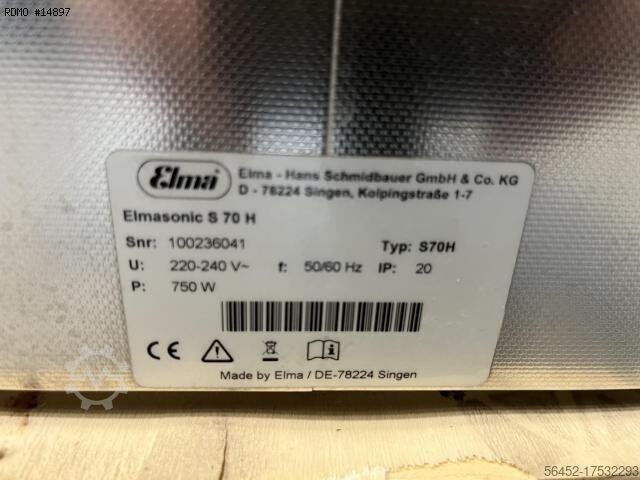 RDMO #14897
Elma
Elma - Hans Schmidbauer GmbH & Co. KG
D - 78224 Singen, Kolpingstraße 1-7
Elmasonic S 70 H
Snr: 100236041 Typ: S70H
U: 220-240 V~ f: 50/60 Hz IP: 20
P: 750 W
CE
Made by Elma / DE-78224 Singen
56452-17532293